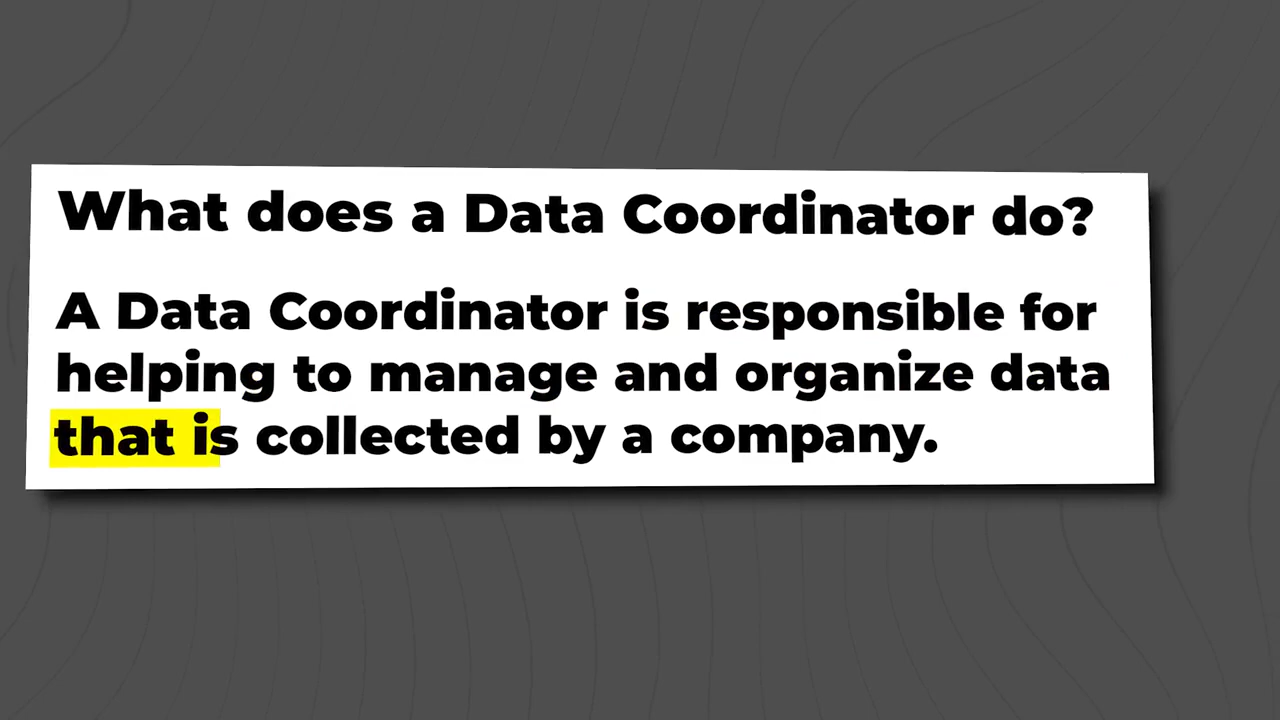 What does a Data Coordinator do?
A Data Coordinator is responsible for
helping to manage and organize data
that is collected by a company.